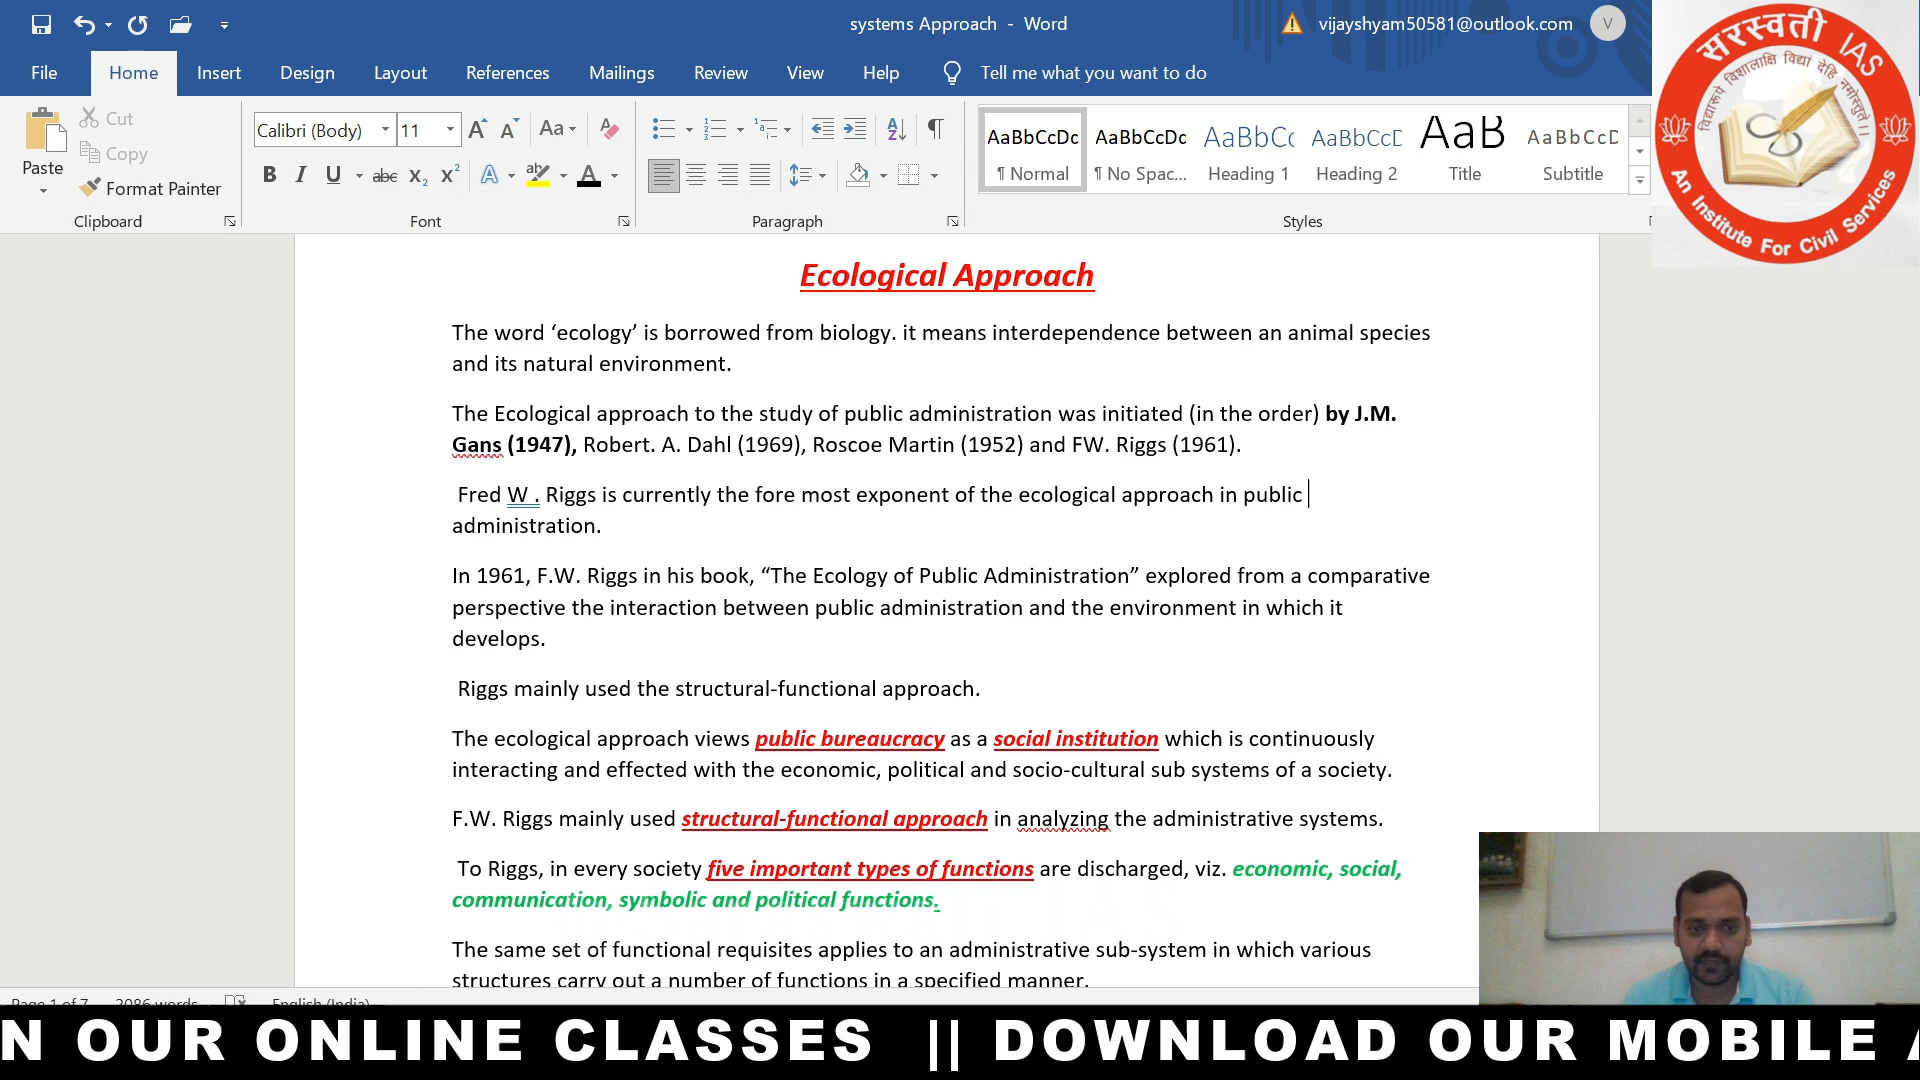 systems Approach - Word
vijayshyam50581@outlook.com
V
File
Home
Insert
Design
Layout
References
Mailings
Review
View
Help
Tell me what you want to do
Paste
Cut
Copy
Format Painter
Clipboard
Calibri (Body)
11
Font
Paragraph
AaBbCcDc
¶ Normal
AaBbCcDc
¶ No Spac...
AaBbCc
Heading 1
AaBbCcD
Heading 2
AaB
Title
AaBbCcD
Subtitle
Styles
सरस्वती IAS
विद्यारूपे विशालाक्षि विद्यां देहि नमोस्तुते।।
An Institute For Civil Services
Ecological Approach
The word ‘ecology’ is borrowed from biology. it means interdependence between an animal species
and its natural environment.
The Ecological approach to the study of public administration was initiated (in the order) by J.M.
Gans (1947), Robert. A. Dahl (1969), Roscoe Martin (1952) and FW. Riggs (1961).
Fred W . Riggs is currently the fore most exponent of the ecological approach in public
administration.
In 1961, F.W. Riggs in his book, “The Ecology of Public Administration” explored from a comparative
perspective the interaction between public administration and the environment in which it
develops.
Riggs mainly used the structural-functional approach.
The ecological approach views public bureaucracy as a social institution which is continuously
interacting and effected with the economic, political and socio-cultural sub systems of a society.
F.W. Riggs mainly used structural-functional approach in analyzing the administrative systems.
To Riggs, in every society five important types of functions are discharged, viz. economic, social,
communication, symbolic and political functions.
The same set of functional requisites applies to an administrative sub-system in which various
structures carry out a number of functions in a specified manner.
Page 1 of 7
2086 words
English (India)
N OUR ONLINE CLASSES || DOWNLOAD OUR MOBILE A